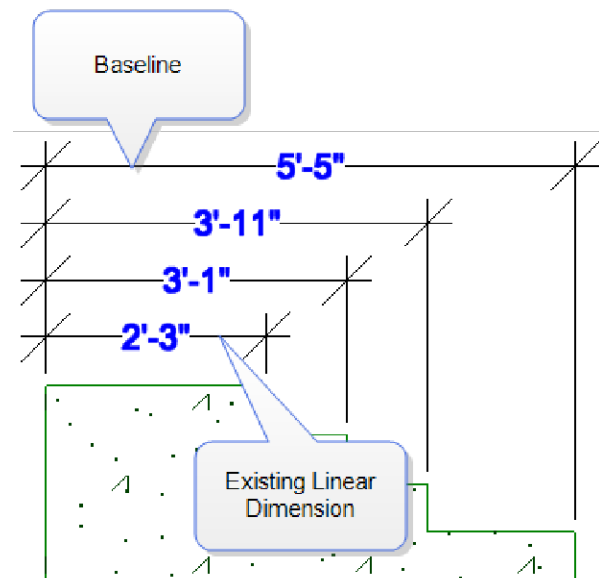 Baseline
5'-5"
3'-11"
3'-1"
2'-3"
Existing Linear
Dimension